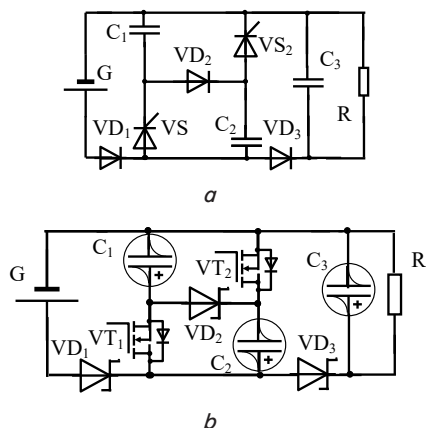 C₁
VS₂
G
VD₂
C₃
VD₁
VS
C₂
VD₃
R
a
C₁
VT₂
C₃
R
G
VD₂
VT₁
VD₁
C₂
VD₃
b